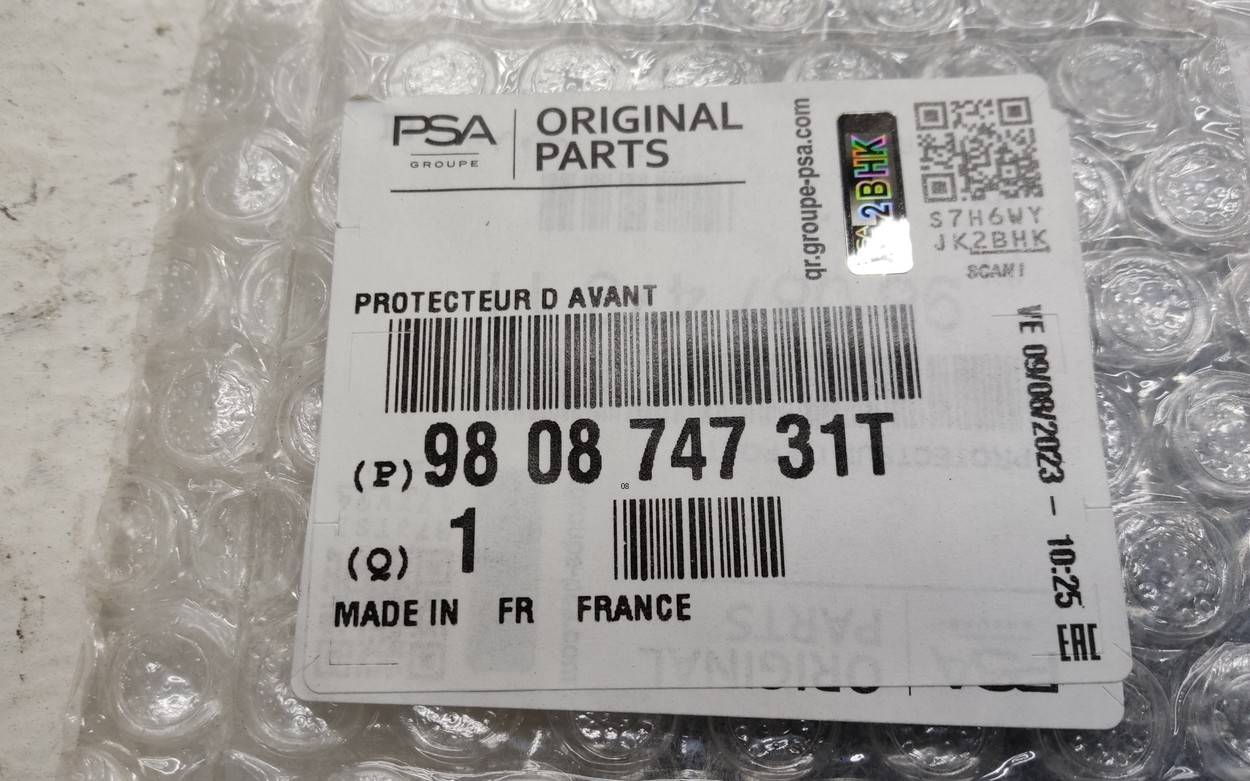 PSA
GROUPE
ORIGINAL
PARTS
qr.groupe-psa.com
2BHK
S7H6WY
JK2BHK
SCAN!
PROTECTEUR D AVANT
(P) 98 08 747 31T
08
(Q) 1
MADE IN FR FRANCE
VE 09/08/2023 - 10:25
EAC